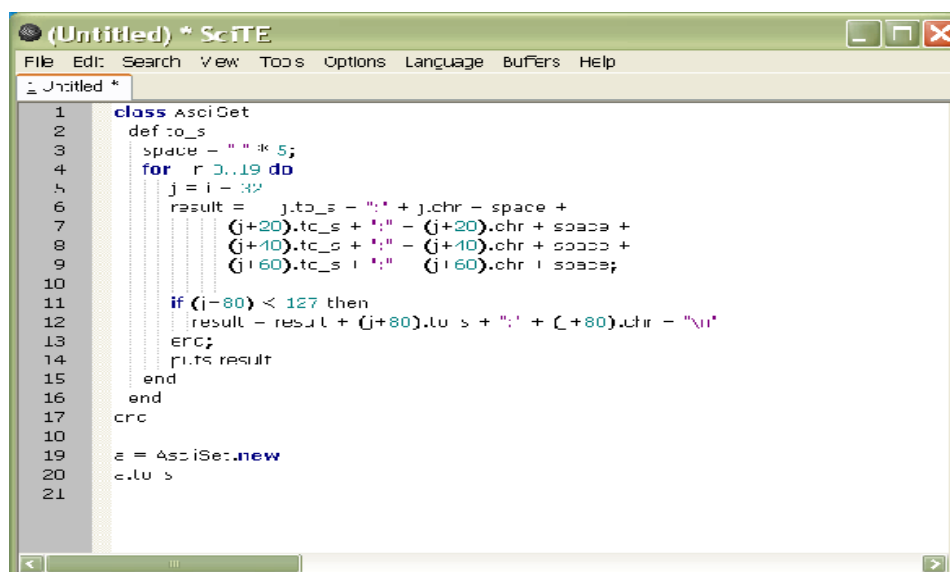 (Untitled) * SciTE
File Edit Search View Tools Options Language Buffers Help
1 Untitled *
1 class AsciiSet
2 def to_s
3 space = " " * 5;
4 for i in 0..19 do
5 j = i + 32
6 result = j.to_s + ":" + j.chr + space +
7 (j+20).to_s + ":" + (j+20).chr + space +
8 (j+40).to_s + ":" + (j+40).chr + space +
9 (j+60).to_s + ":" + (j+60).chr + space;
10
11 if (j+80) < 127 then
12 result = result + (j+80).to_s + ":" + (j+80).chr + "\n"
13 end;
14 puts result
15 end
16 end
17 end
18
19 a = AsciiSet.new
20 a.to_s
21